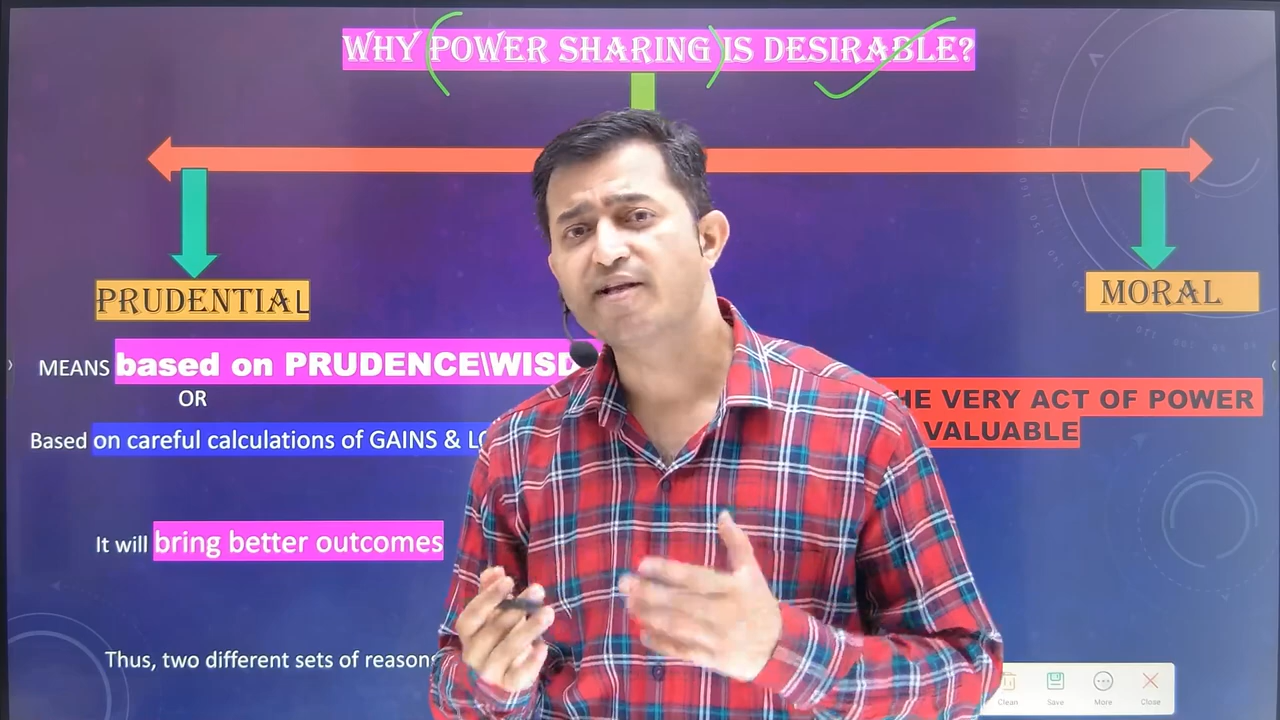 WHY POWER SHARING IS DESIRABLE?
PRUDENTIAL
MORAL
MEANS based on PRUDENCE\WISD
OR
Based on careful calculations of GAINS & LO
HE VERY ACT OF POWER
VALUABLE
It will bring better outcomes
Thus, two different sets of reasons
Clean
Save
More
Close